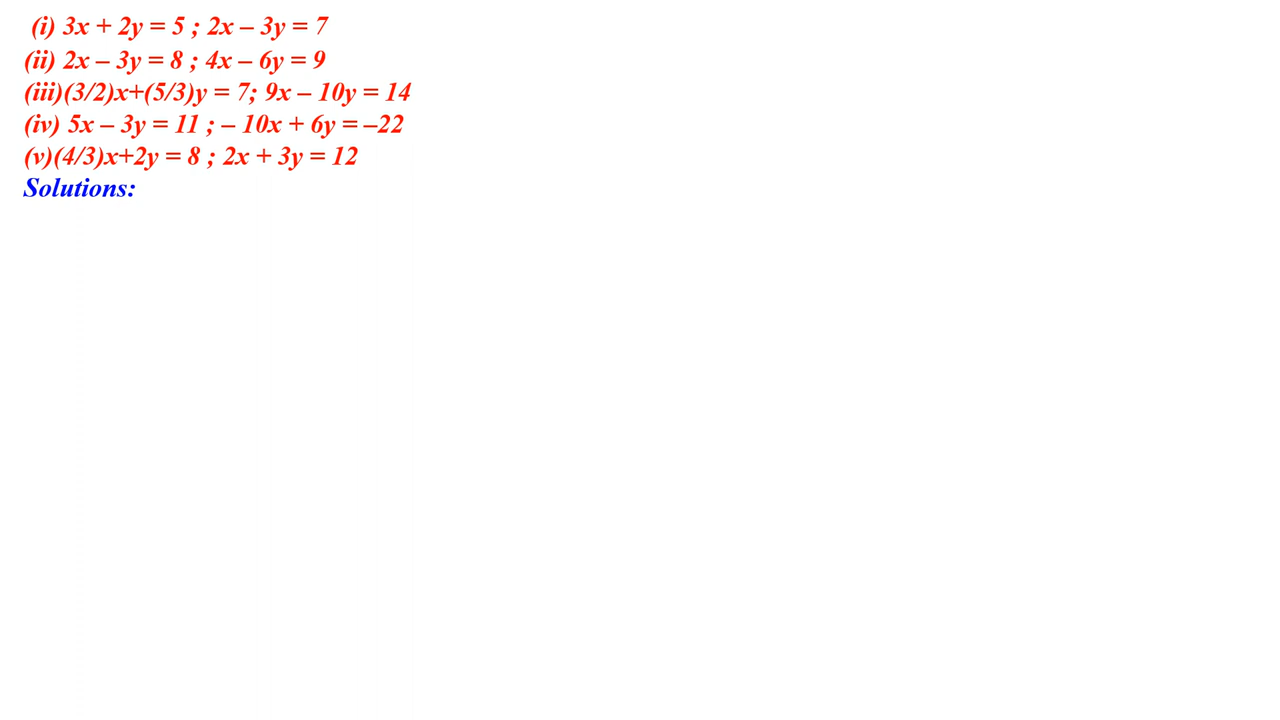 (i) 3x + 2y = 5 ; 2x – 3y = 7
(ii) 2x – 3y = 8 ; 4x – 6y = 9
(iii)(3/2)x+(5/3)y = 7; 9x – 10y = 14
(iv) 5x – 3y = 11 ; – 10x + 6y = –22
(v)(4/3)x+2y = 8 ; 2x + 3y = 12
Solutions: